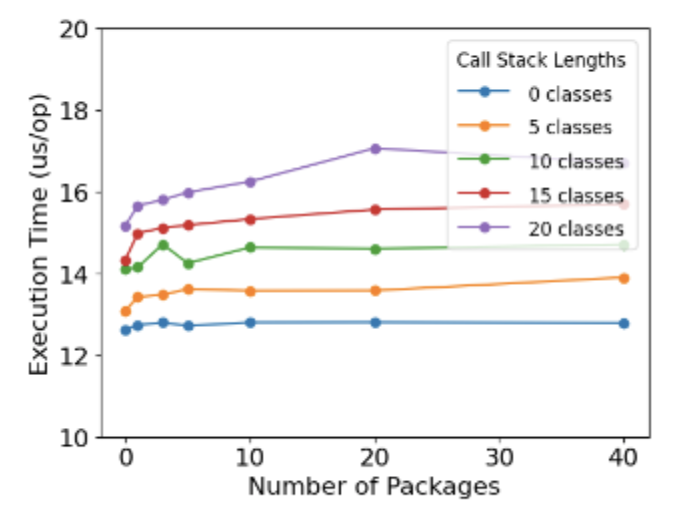 20
18
16
14
12
10
Execution Time (us/op)
Call Stack Lengths
0 classes
5 classes
10 classes
15 classes
20 classes
0 10 20 30 40
Number of Packages